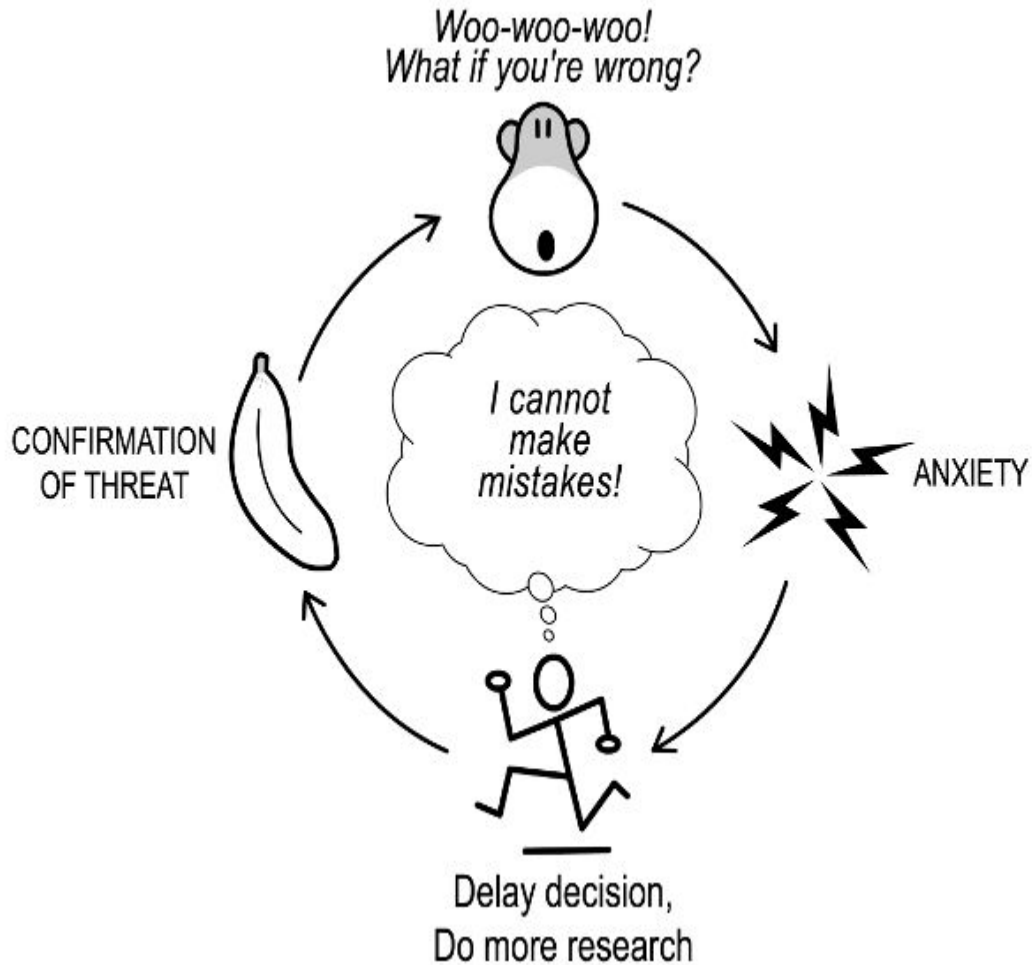 Woo-woo-woo!
What if you're wrong?
I cannot
make
mistakes!
CONFIRMATION
OF THREAT
ANXIETY
Delay decision,
Do more research